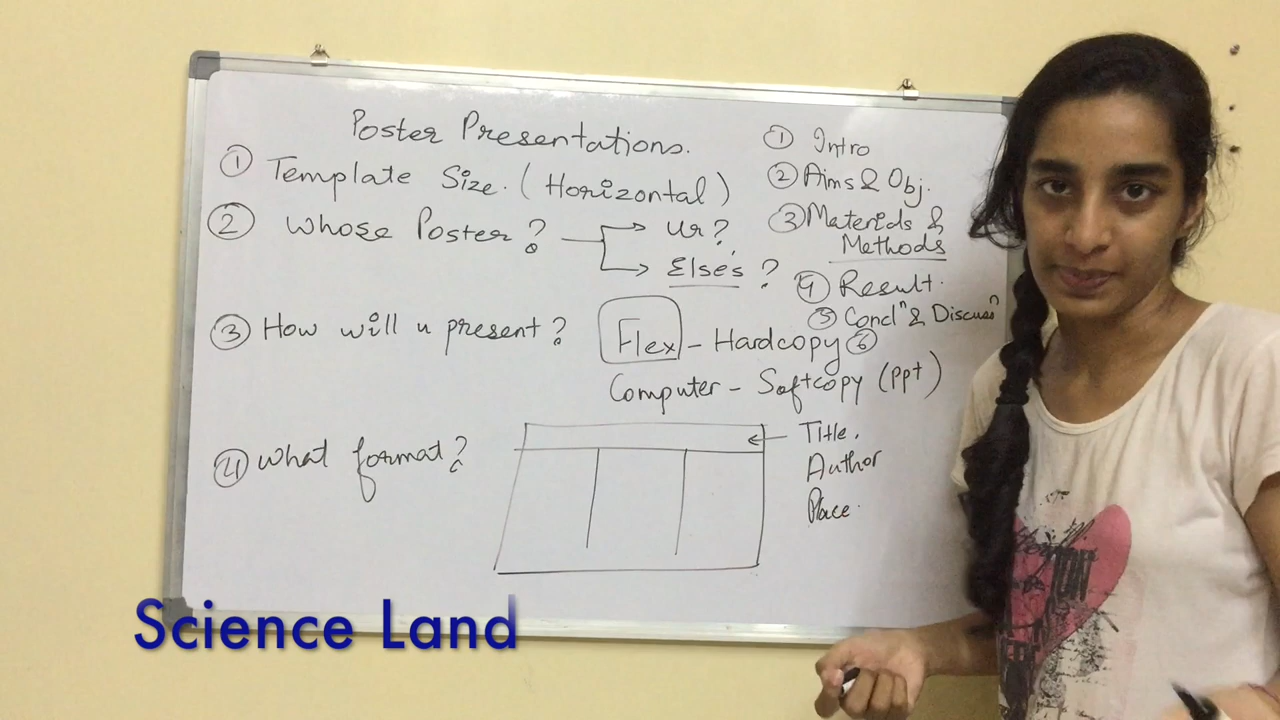 Poster Presentations.
① Template Size. (Horizontal)
② Whose Poster?
Ur?
Else's ?
③ How will u present?
Flex - Hardcopy
Computer - Softcopy (ppt)
④ What format?
Title.
Author
Place.
① Intro
② Aims & Obj.
③ Materials &
Methods
④ Result.
⑤ Concl^n & Discuss^n
⑥
Science Land